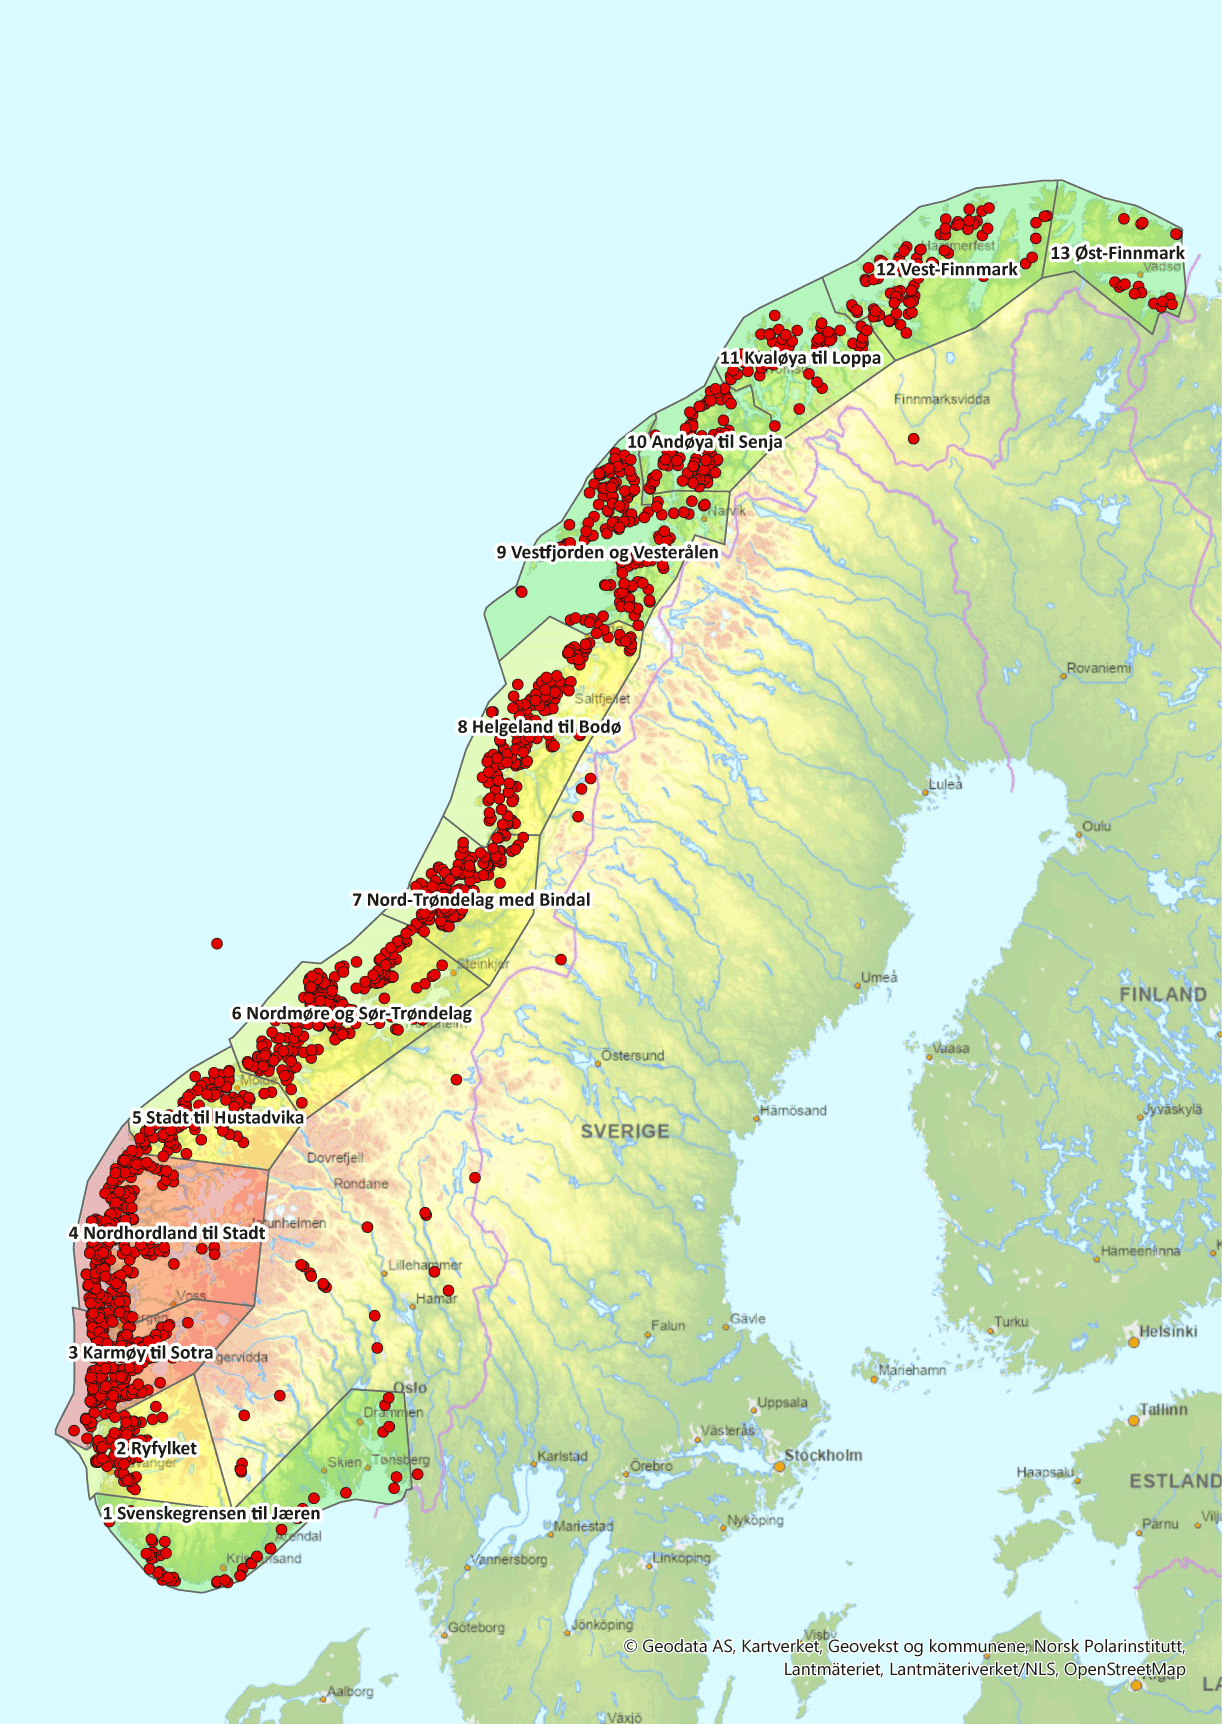 Hammerfest
13 Øst-Finnmark
Vadsø
12 Vest-Finnmark
11 Kvaløya til Loppa
Finnmarksvidda
10 Andøya til Senja
Narvik
9 Vestfjorden og Vesterålen
Rovaniemi
Saltfjellet
8 Helgeland til Bodø
Luleå
Oulu
7 Nord-Trøndelag med Bindal
Steinkjer
Umeå
FINLAND
6 Nordmøre og Sør-Trøndelag
Vaasa
Östersund
Molde
Härnösand
Jyväskylä
5 Stadt til Hustadvika
SVERIGE
Dovrefjell
Rondane
4 Nordhordland til Stadt
Hämeenlinna
Lillehammer
Voss
Hamar
Falun
Gävle
Turku
Helsinki
3 Karmøy til Sotra
Mariehamn
Oslo
Uppsala
Tallinn
Drammen
Västerås
2 Ryfylket
Stockholm
Skien
Tønsberg
Karlstad
Örebro
Haapsalu
ESTLAND
1 Svenskegrensen til Jæren
Nyköping
Pärnu
Mariestad
Arendal
Kristiansand
Vannersborg
Linköping
Göteborg
Jönköping
Visby
© Geodata AS, Kartverket, Geovekst og kommunene, Norsk Polarinstitutt,
Lantmäteriet, Lantmäteriverket/NLS, OpenStreetMap
Aalborg
Växjö